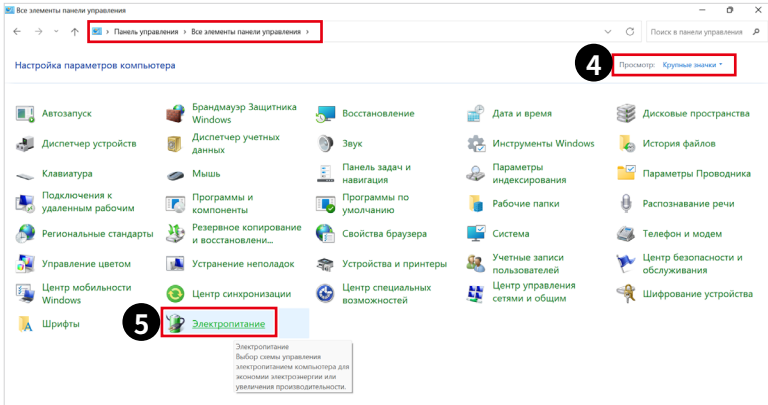 Все элементы панели управления
Панель управления › Все элементы панели управления ›
Поиск в панели управления
Настройка параметров компьютера
4
Просмотр: Крупные значки
Автозапуск
Брандмауэр Защитника
Windows
Восстановление
Дата и время
Дисковые пространства
Диспетчер устройств
Диспетчер учетных
данных
Звук
Инструменты Windows
История файлов
Клавиатура
Мышь
Панель задач и
навигация
Параметры
индексирования
Параметры Проводника
Подключения к
удаленным рабочим
Программы и
компоненты
Программы по
умолчанию
Рабочие папки
Распознавание речи
Региональные стандарты
Резервное копирование
и восстановлени...
Свойства браузера
Система
Телефон и модем
Управление цветом
Устранение неполадок
Устройства и принтеры
Учетные записи
пользователей
Центр безопасности и
обслуживания
Центр мобильности
Windows
Центр синхронизации
Центр специальных
возможностей
Центр управления
сетями и общим
Шифрование устройства
Шрифты
5
Электропитание
Электропитание
Выбор схемы управления
электропитанием компьютера для
экономии электроэнергии или
увеличения производительности.